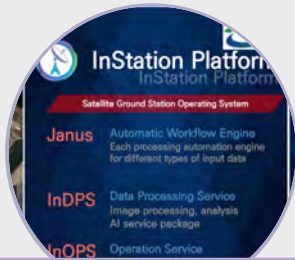 InStation Platform
InStation Platform
Satellite Ground Station Operating System
Janus
Automatic Workflow Engine
Each processing automation engine
for different types of input data
InDPS
Data Processing Service
Image processing, analysis
AI service package
InOPS
Operation Service